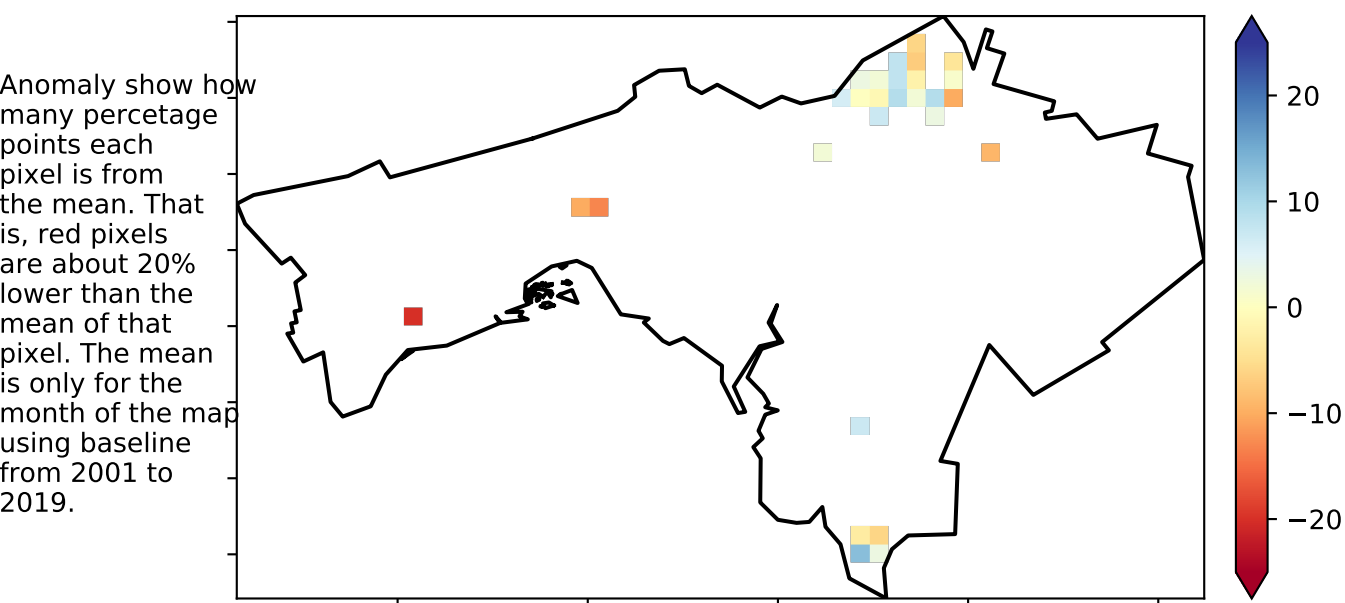 Anomaly show how
many percetage
points each
pixel is from
the mean. That
is, red pixels
are about 20%
lower than the
mean of that
pixel. The mean
is only for the
month of the map
using baseline
from 2001 to
2019.
20
10
0
−10
−20